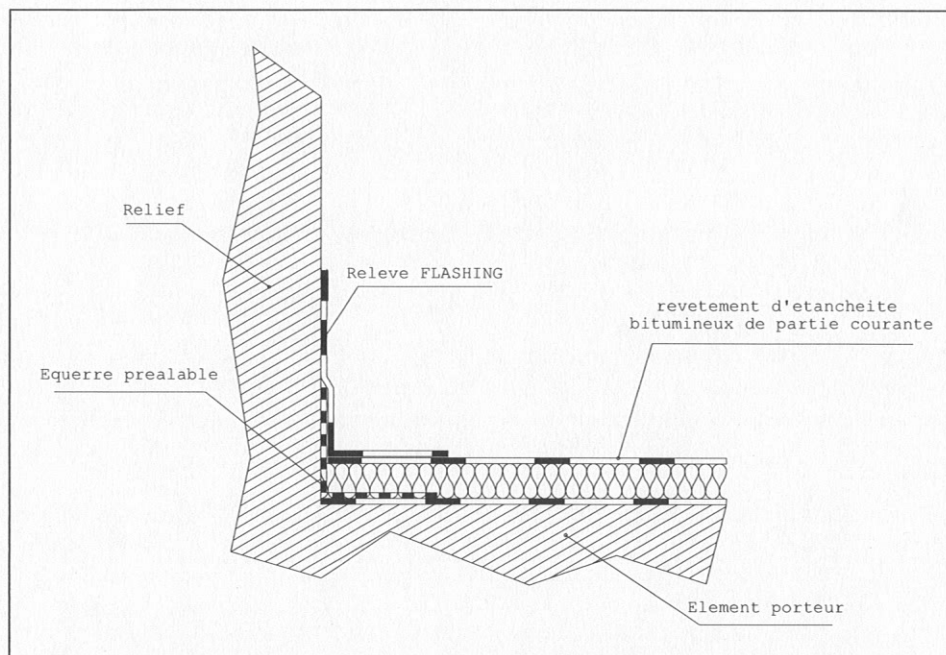 Relief
Releve FLASHING
revetement d'etancheite
bitumineux de partie courante
Equerre prealable
Element porteur